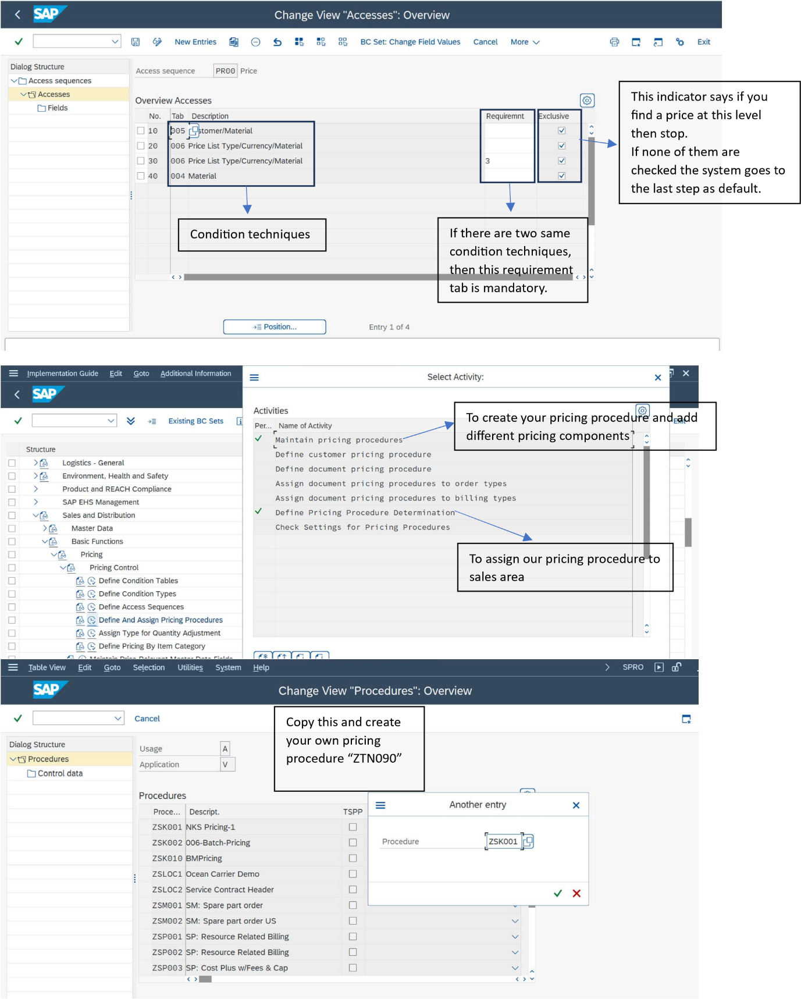 SAP
Change View "Accesses": Overview
New Entries
BC Set: Change Field Values
Cancel
More
Exit
Dialog Structure
Access sequences
Accesses
Fields
Access sequence PR00 Price
Overview Accesses
No. Tab Description Requiremnt Exclusive
10 005 stomer/Material
20 006 Price List Type/Currency/Material
30 006 Price List Type/Currency/Material 3
40 004 Material
This indicator says if you
find a price at this level
then stop.
If none of them are
checked the system goes to
the last step as default.
Condition techniques
If there are two same
condition techniques,
then this requirement
tab is mandatory.
Position...
Entry 1 of 4
Implementation Guide Edit Goto Additional Information
SAP
Existing BC Sets
Exit
Structure
Logistics - General
Environment, Health and Safety
Product and REACH Compliance
SAP EHS Management
Sales and Distribution
Master Data
Basic Functions
Pricing
Pricing Control
Define Condition Tables
Define Condition Types
Define Access Sequences
Define And Assign Pricing Procedures
Assign Type for Quantity Adjustment
Define Pricing By Item Category
Maintain Price-Relevant Master Data Fields
Select Activity:
Activities
Per... Name of Activity
Maintain pricing procedures
Define customer pricing procedure
Define document pricing procedure
Assign document pricing procedures to order types
Assign document pricing procedures to billing types
Define Pricing Procedure Determination
Check Settings for Pricing Procedures
To create your pricing procedure and add
different pricing components
To assign our pricing procedure to
sales area
Table View Edit Goto Selection Utilities System Help
SPRO
SAP
Change View "Procedures": Overview
Cancel
Copy this and create
your own pricing
procedure “ZTN090”
Dialog Structure
Procedures
Control data
Usage A
Application V
Procedures
Proce... Descript. TSPP
ZSK001 NKS Pricing-1
ZSK002 006-Batch-Pricing
ZSK010 BMPricing
ZSLOC1 Ocean Carrier Demo
ZSLOC2 Service Contract Header
ZSM001 SM: Spare part order
ZSM002 SM: Spare part order US
ZSP001 SP: Resource Related Billing
ZSP002 SP: Resource Related Billing
ZSP003 SP: Cost Plus w/Fees & Cap
Another entry
Procedure ZSK001